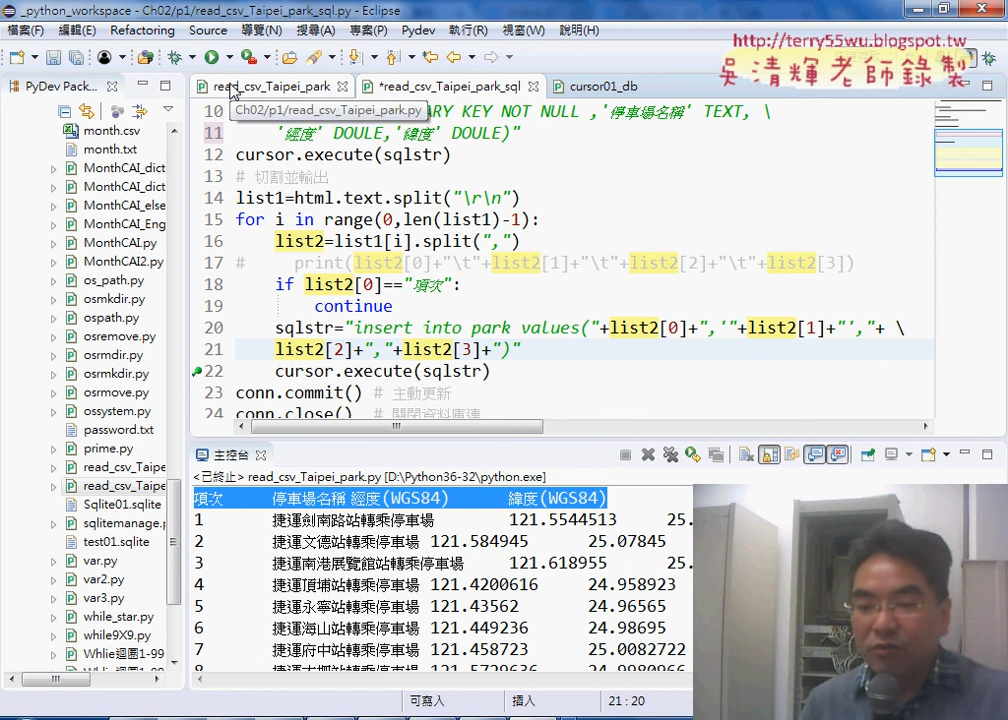 _python_workspace - Ch02/p1/read_csv_Taipei_park_sql.py - Eclipse
檔案(F) 編輯(E) Refactoring Source 導覽(N) 搜尋(A) 專案(P) Pydev 執行(R) 視窗(W) 說明(H)
http://terry55wu.blogspot.tw
吳清輝老師錄製
PyDev Pack...
read_csv_Taipei_park
*read_csv_Taipei_park_sql
cursor01_db
Ch02/p1/read_csv_Taipei_park.py
month.csv
month.txt
MonthCAI_dict
MonthCAI_dict
MonthCAI_else
MonthCAI_Eng
MonthCAI.py
MonthCAI2.py
os_path.py
osmkdir.py
ospath.py
osremove.py
osrmdir.py
osrmkdir.py
osrmove.py
ossystem.py
password.txt
prime.py
read_csv_Taipe
read_csv_Taipe
Sqlite01.sqlite
sqlitemanage.p
test01.sqlite
var.py
var2.py
var3.py
while_star.py
while9X9.py
Whlie迴圈1-99
10 ARY KEY NOT NULL ,'停車場名稱' TEXT, \
11 '經度' DOULE,'緯度' DOULE)"
12 cursor.execute(sqlstr)
13 # 切割並輸出
14 list1=html.text.split("\r\n")
15 for i in range(0,len(list1)-1):
16 list2=list1[i].split(",")
17 # print(list2[0]+"\t"+list2[1]+"\t"+list2[2]+"\t"+list2[3])
18 if list2[0]=="項次":
19 continue
20 sqlstr="insert into park values("+list2[0]+",'"+list2[1]+"',"+ \
21 list2[2]+","+list2[3]+")"
22 cursor.execute(sqlstr)
23 conn.commit() # 主動更新
24 conn.close() # 關閉資料庫連
主控台
<已終止> read_csv_Taipei_park.py [D:\Python36-32\python.exe]
項次 停車場名稱 經度(WGS84) 緯度(WGS84)
1 捷運劍南路站轉乘停車場 121.5544513 25.
2 捷運文德站轉乘停車場 121.584945 25.07845
3 捷運南港展覽館站轉乘停車場 121.618955 25.
4 捷運頂埔站轉乘停車場 121.4200616 24.958923
5 捷運永寧站轉乘停車場 121.43562 24.96565
6 捷運海山站轉乘停車場 121.449236 24.98695
7 捷運府中站轉乘停車場 121.458723 25.0082722
可寫入 插入 21 : 20